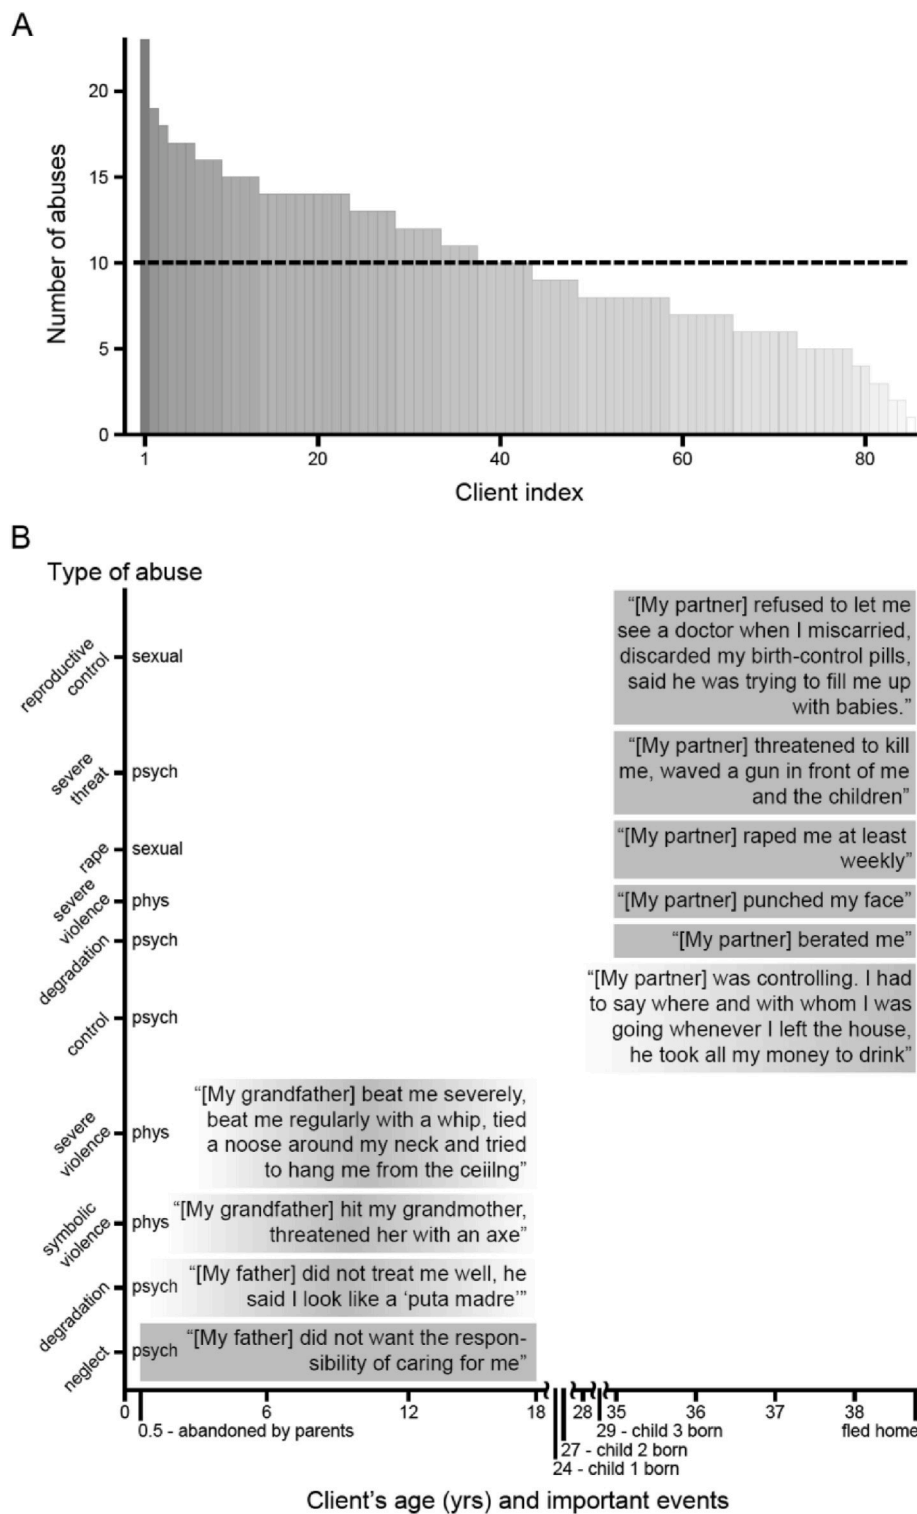 A
Number of abuses
20
15
10
5
0
1
20
40
60
80
Client index
B
Type of abuse
reproductive
control
sexual
“[My partner] refused to let me
see a doctor when I miscarried,
discarded my birth-control pills,
said he was trying to fill me up
with babies.”
severe
threat
psych
“[My partner] threatened to kill
me, waved a gun in front of me
and the children”
rape
sexual
“[My partner] raped me at least
weekly”
severe
violence
phys
“[My partner] punched my face”
degradation
psych
“[My partner] berated me”
control
psych
“[My partner] was controlling. I had
to say where and with whom I was
going whenever I left the house,
he took all my money to drink”
severe
violence
phys
“[My grandfather] beat me severely,
beat me regularly with a whip, tied
a noose around my neck and tried
to hang me from the ceiilng”
symbolic
violence
phys
“[My grandfather] hit my grandmother,
threatened her with an axe”
degradation
psych
“[My father] did not treat me well, he
said I look like a ‘puta madre’”
neglect
psych
“[My father] did not want the respon-
sibility of caring for me”
0
6
12
18
28
35
36
37
38
0.5 - abandoned by parents
29 - child 3 born
fled home
27 - child 2 born
24 - child 1 born
Client’s age (yrs) and important events